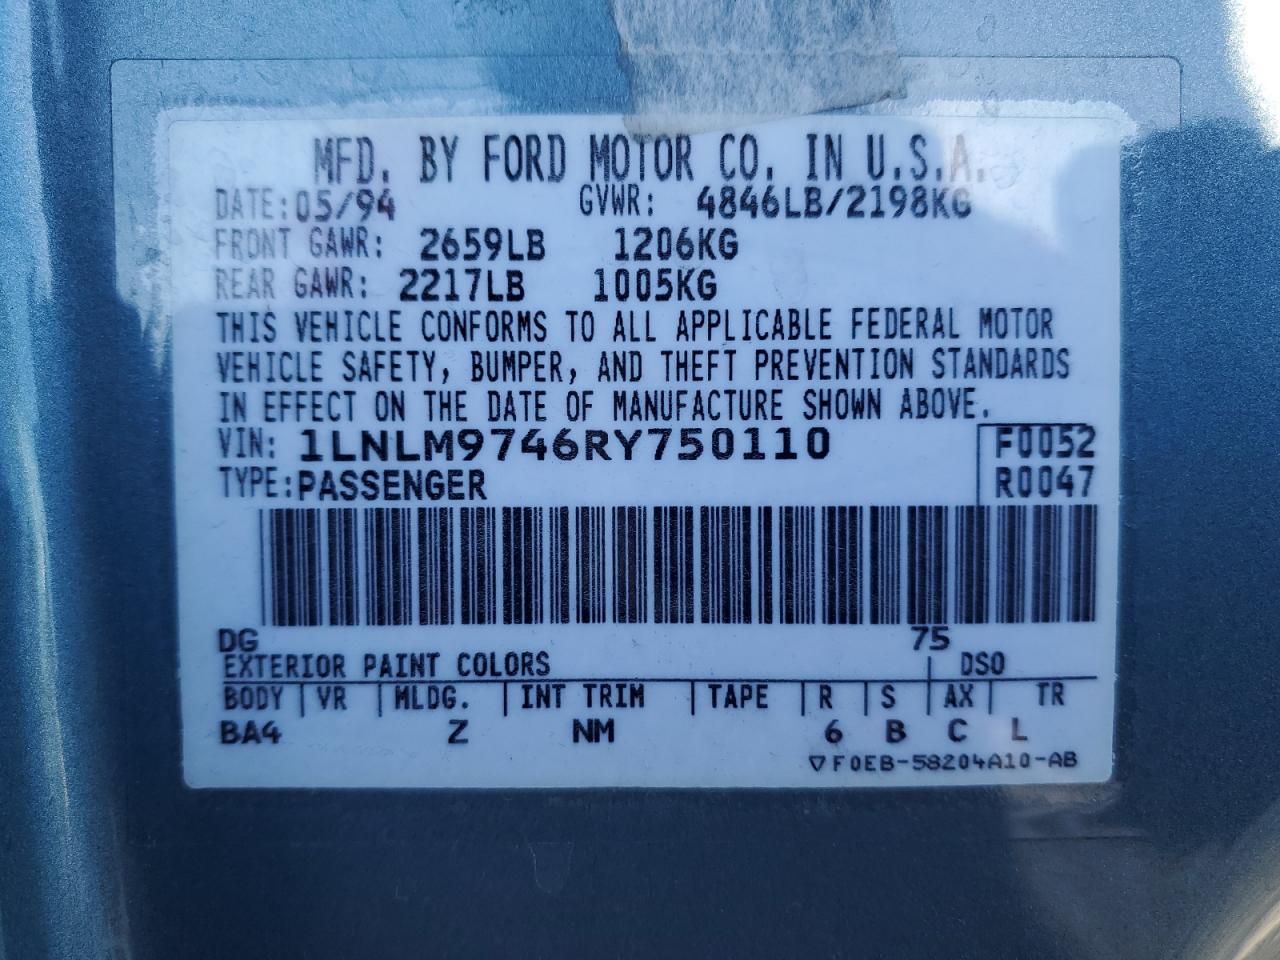 MFD. BY FORD MOTOR CO. IN U.S.A.
DATE: 05/94 GVWR: 4846LB/2198KG
FRONT GAWR: 2659LB 1206KG
REAR GAWR: 2217LB 1005KG
THIS VEHICLE CONFORMS TO ALL APPLICABLE FEDERAL MOTOR
VEHICLE SAFETY, BUMPER, AND THEFT PREVENTION STANDARDS
IN EFFECT ON THE DATE OF MANUFACTURE SHOWN ABOVE.
VIN: 1LNLM9746RY750110 F0052
TYPE: PASSENGER R0047
DG 75
EXTERIOR PAINT COLORS DSO
BODY VR MLDG. INT TRIM TAPE R S AX TR
BA4 Z NM 6 B C L
▽F0EB-58204A10-AB